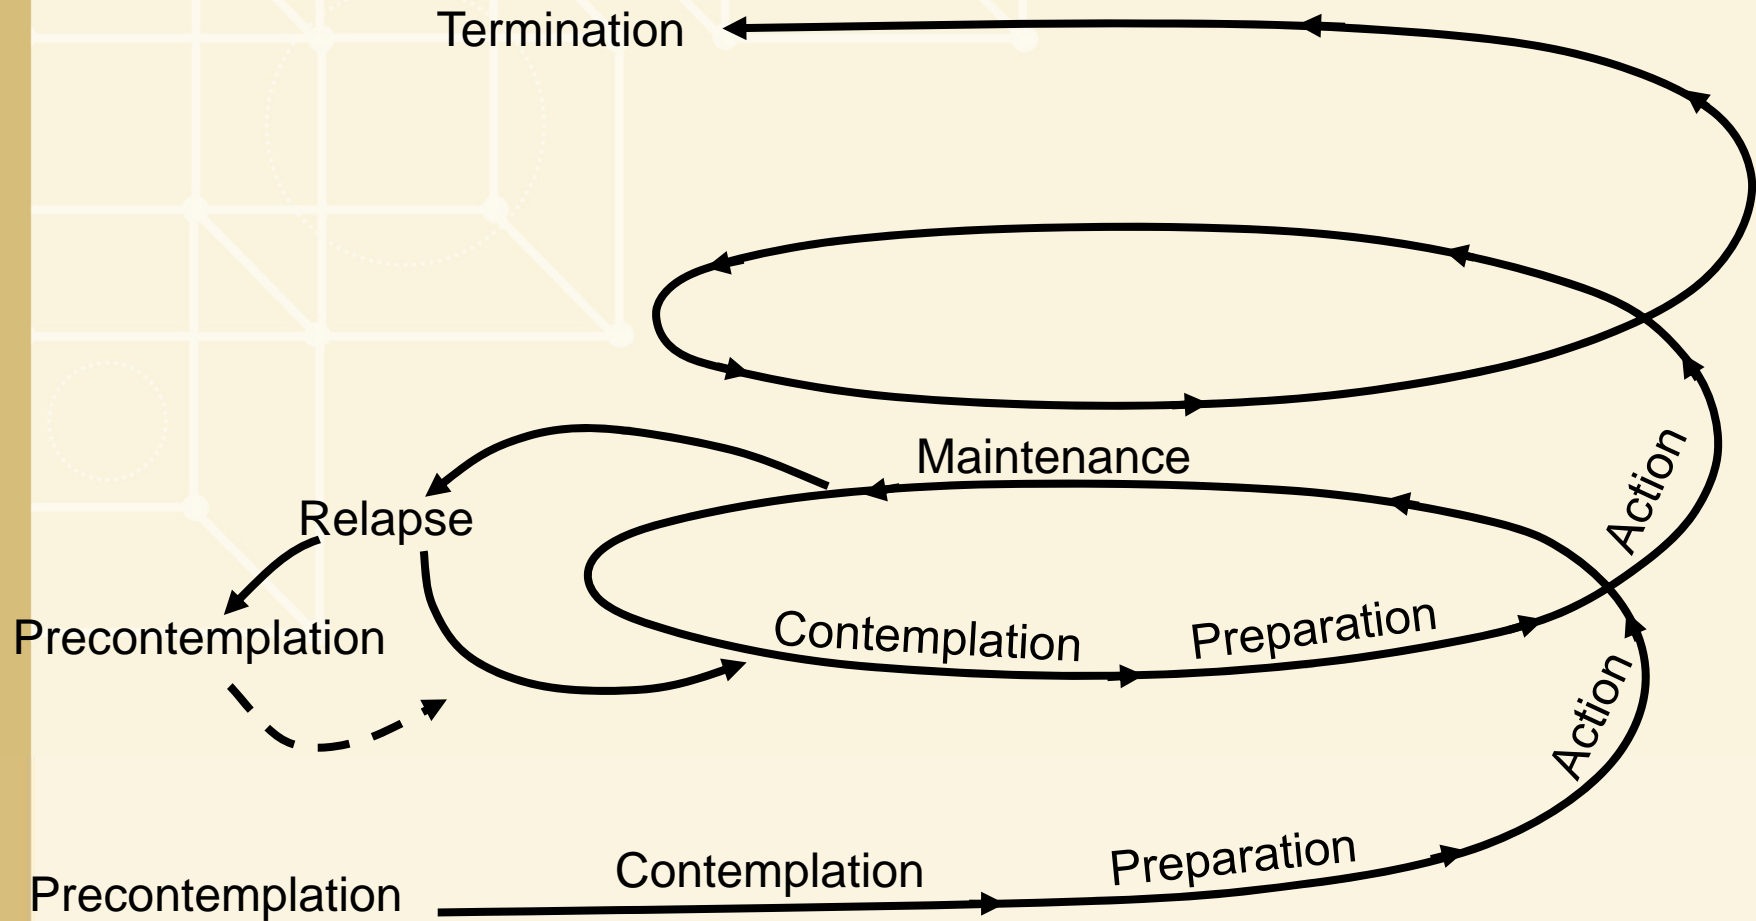 Termination
Maintenance
Action
Relapse
Contemplation
Preparation
Precontemplation
Action
Contemplation
Preparation
Precontemplation